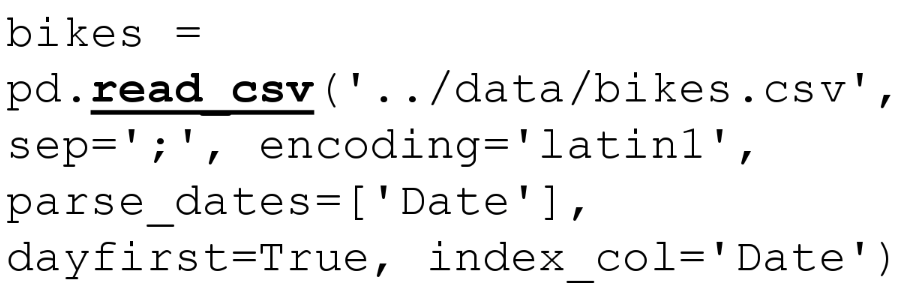 bikes =
pd.read_csv('../data/bikes.csv',
sep=';', encoding='latin1',
parse_dates=['Date'],
dayfirst=True, index_col='Date')